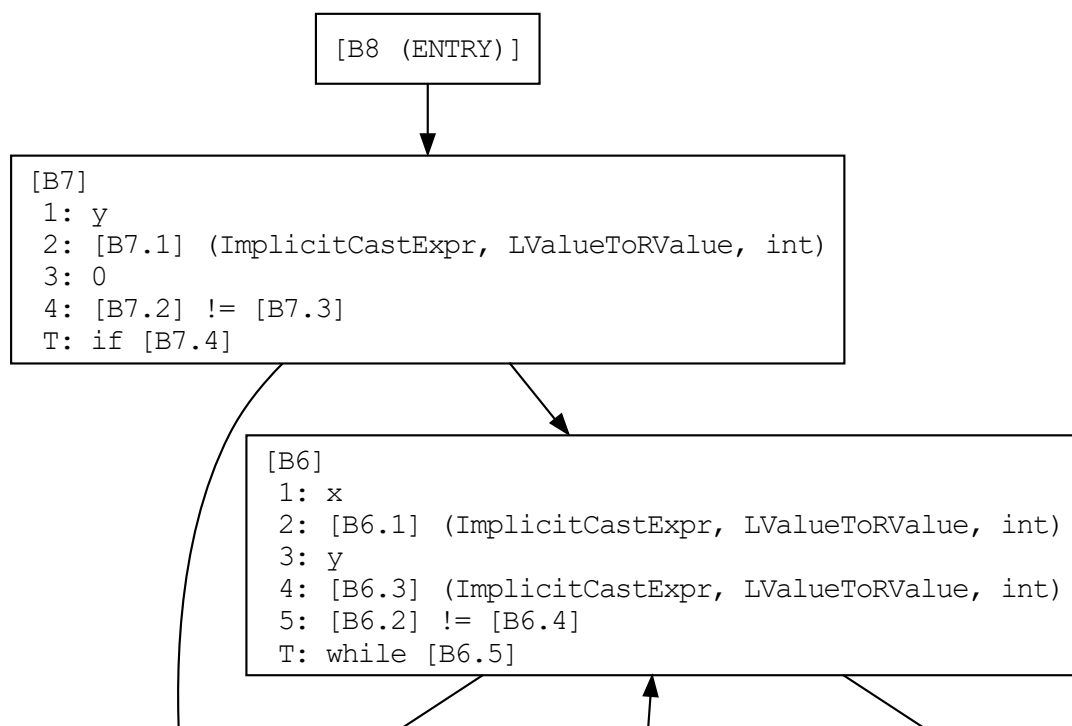 [B8 (ENTRY)]
[B7]
1: y
2: [B7.1] (ImplicitCastExpr, LValueToRValue, int)
3: 0
4: [B7.2] != [B7.3]
T: if [B7.4]
[B6]
1: x
2: [B6.1] (ImplicitCastExpr, LValueToRValue, int)
3: y
4: [B6.3] (ImplicitCastExpr, LValueToRValue, int)
5: [B6.2] != [B6.4]
T: while [B6.5]